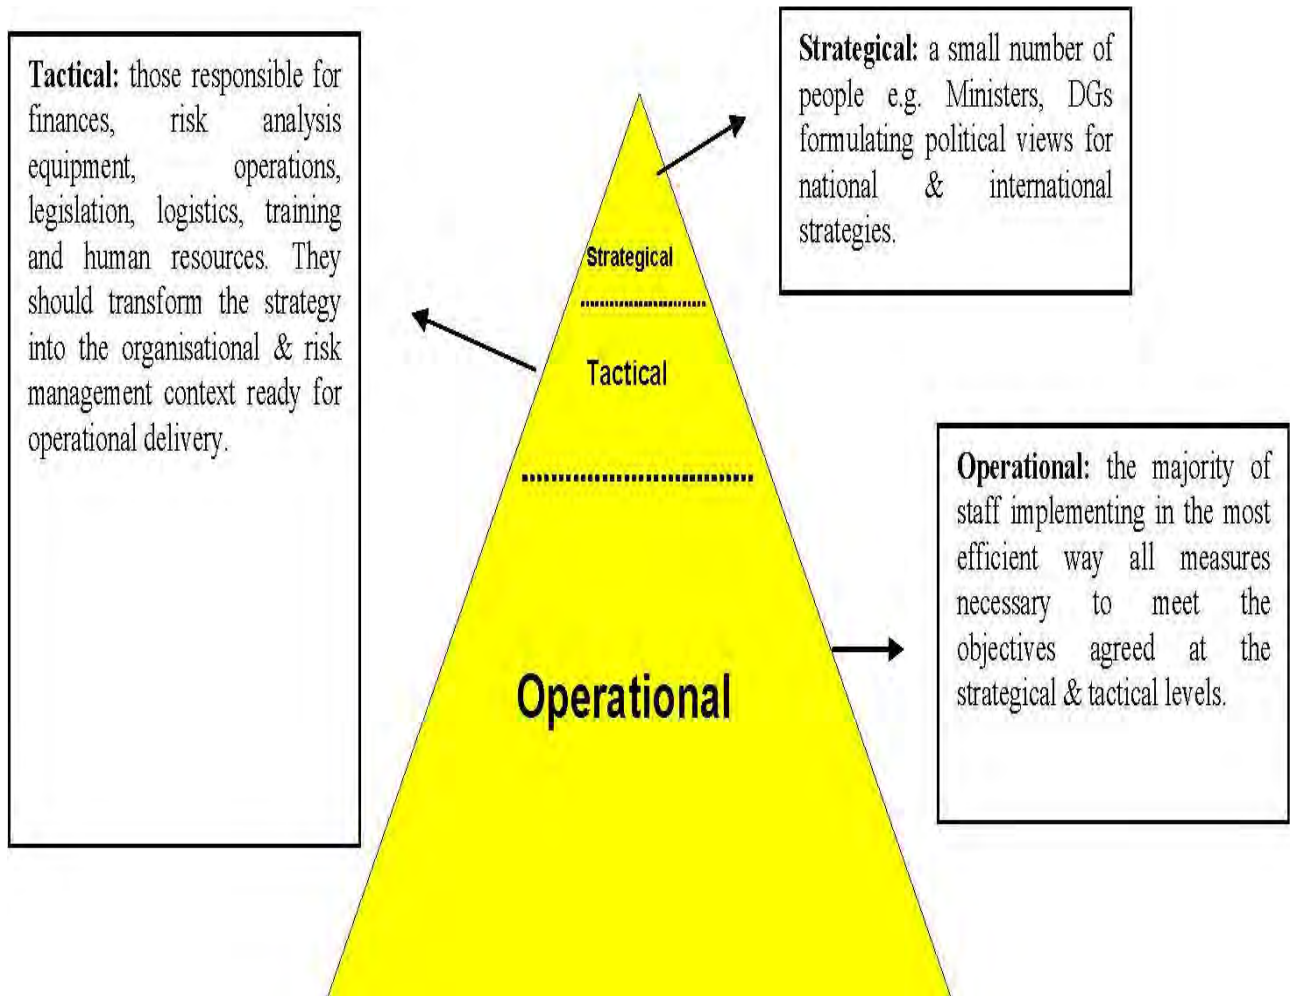 Tactical: those responsible for
finances, risk analysis
equipment, operations,
legislation, logistics, training
and human resources. They
should transform the strategy
into the organisational & risk
management context ready for
operational delivery.
Strategical: a small number of
people e.g. Ministers, DGs
formulating political views for
national & international
strategies.
Strategical
Tactical
Operational
Operational: the majority of
staff implementing in the most
efficient way all measures
necessary to meet the
objectives agreed at the
strategical & tactical levels.